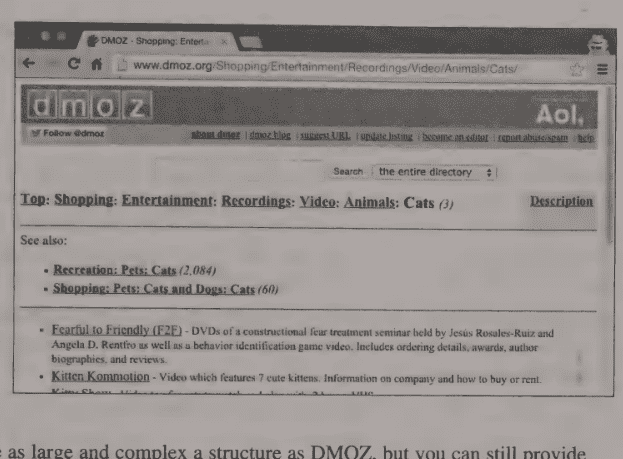 DMOZ - Shopping: Enterta
www.dmoz.org/Shopping/Entertainment/Recordings/Video/Animals/Cats/
dmoz
Aol.
Follow @dmoz
about dmoz | dmoz blog | suggest URL | update listing | become an editor | report abuse/spam | help
Search the entire directory
Top: Shopping: Entertainment: Recordings: Video: Animals: Cats (3) Description
See also:
• Recreation: Pets: Cats (2,084)
• Shopping: Pets: Cats and Dogs: Cats (60)
• Fearful to Friendly (F2F) - DVDs of a constructional fear treatment seminar held by Jesús Rosales-Ruiz and
Angela D. Rentfro as well as a behavior identification game video. Includes ordering details, awards, author
biographies, and reviews.
• Kitten Kommotion - Video which features 7 cute kittens. Information on company and how to buy or rent.
as large and complex a structure as DMOZ, but you can still provide